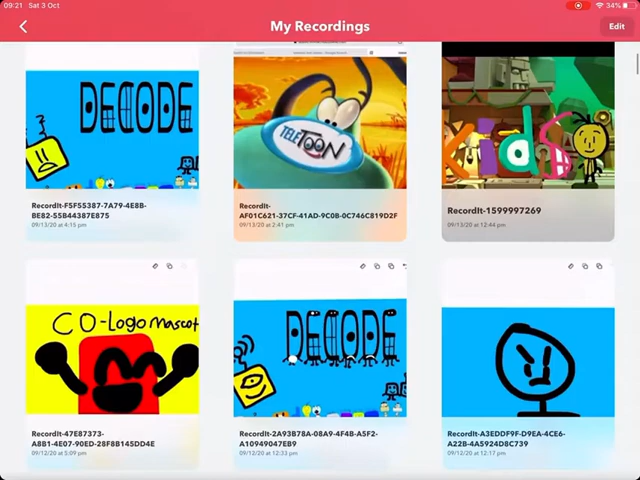 09:21 Sat 3 Oct
34%
My Recordings
Edit
DECODE
TELETOON
Kids
RecordIt-F5F55387-7A79-4E8B-
BE82-55B44387E875
09/13/20 at 4:15 pm
RecordIt-
AF01C621-37CF-41AD-9C0B-0C746C819D2F
09/13/20 at 2:41 pm
RecordIt-1599997269
09/13/20 at 12:44 pm
CO-Logo mascot
DECODE
RecordIt-47E87373-
A8B1-4E07-90ED-28F8B145DD4E
09/12/20 at 5:09 pm
RecordIt-2A93B78A-08A9-4F4B-A5F2-
A10949047EB9
09/12/20 at 12:33 pm
RecordIt-A3EDDF9F-D9EA-4CE6-
A22B-4A5924D8C739
09/12/20 at 12:17 pm